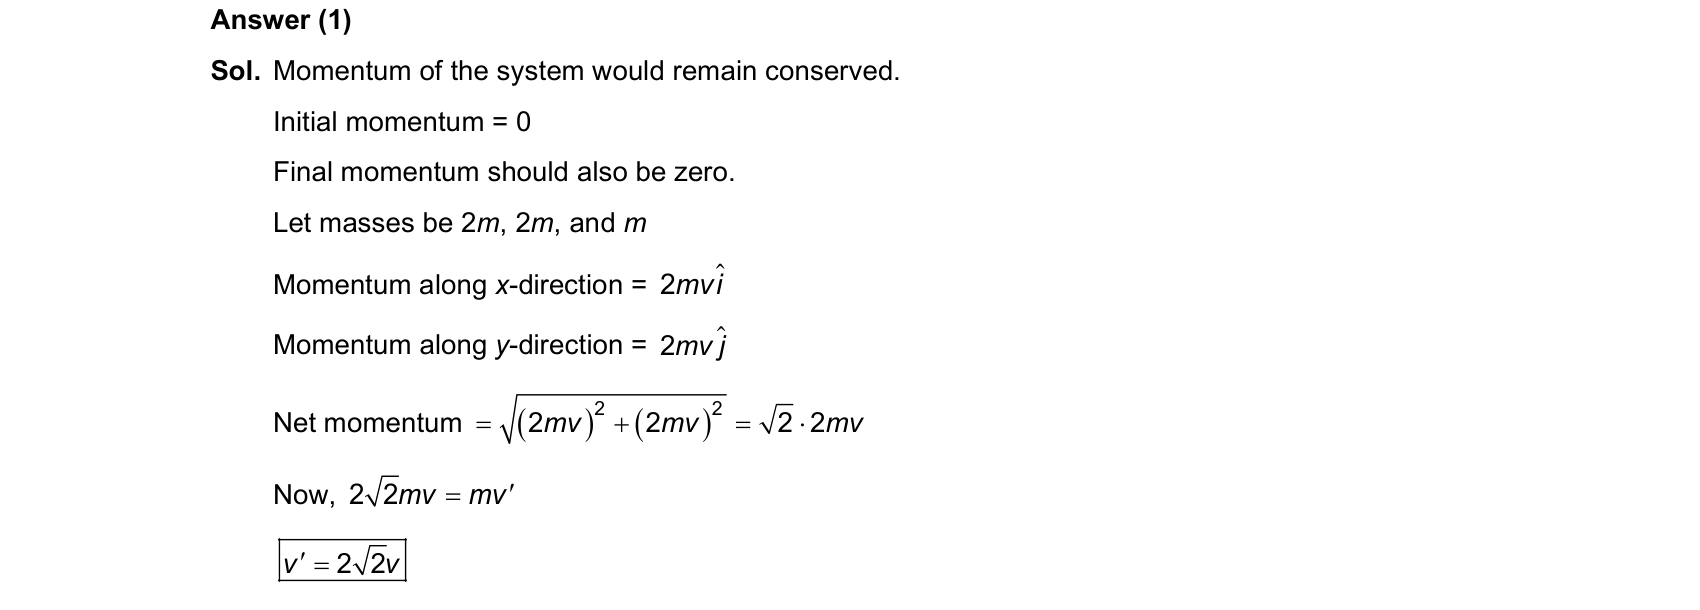 Answer (1)
Sol. Momentum of the system would remain conserved.
Initial momentum = 0
Final momentum should also be zero.
Let masses be 2m, 2m, and m
Momentum along x-direction = 2mvî
Momentum along y-direction = 2mvĵ
Net momentum = √((2mv)² + (2mv)²) = √2 · 2mv
Now, 2√2mv = mv′
v′ = 2√2v